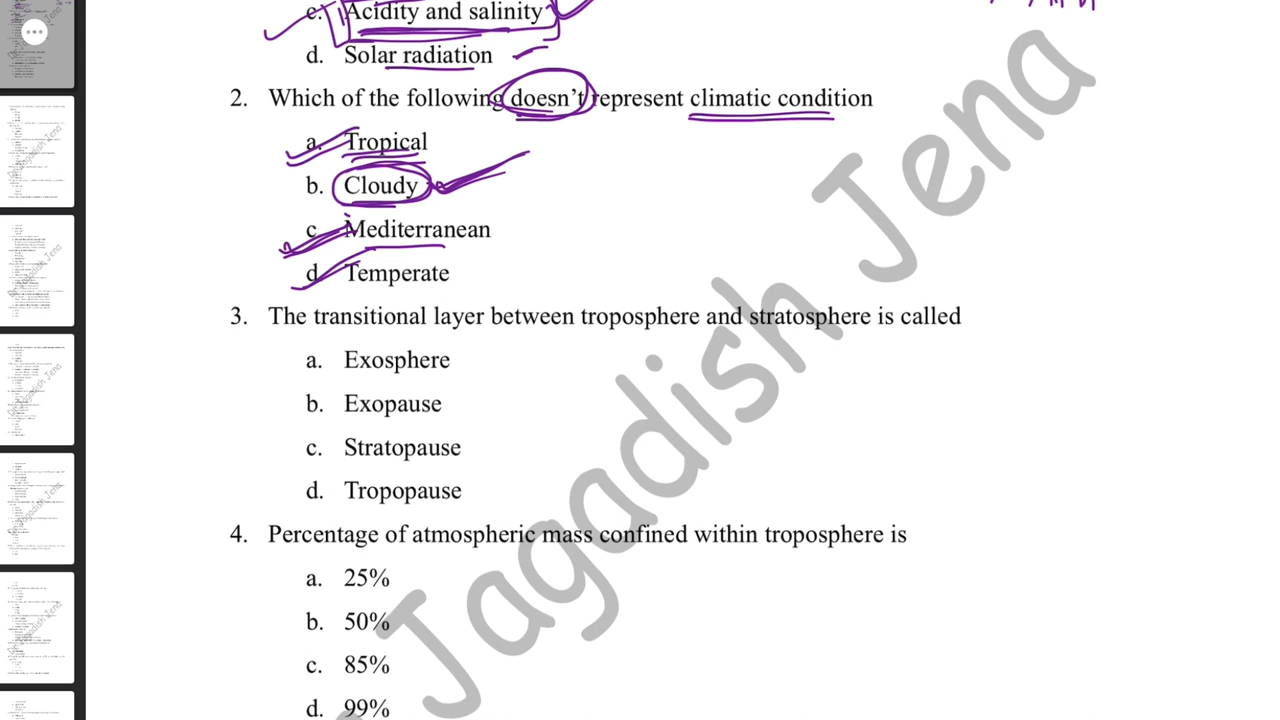 c. Acidity and salinity
d. Solar radiation
2. Which of the following doesn't represent climatic condition
a. Tropical
b. Cloudy
c. Mediterranean
d. Temperate
3. The transitional layer between troposphere and stratosphere is called
a. Exosphere
b. Exopause
c. Stratopause
d. Tropopause
4. Percentage of atmospheric mass confined within troposphere is
a. 25%
b. 50%
c. 85%
d. 99%
Jagadish Jena